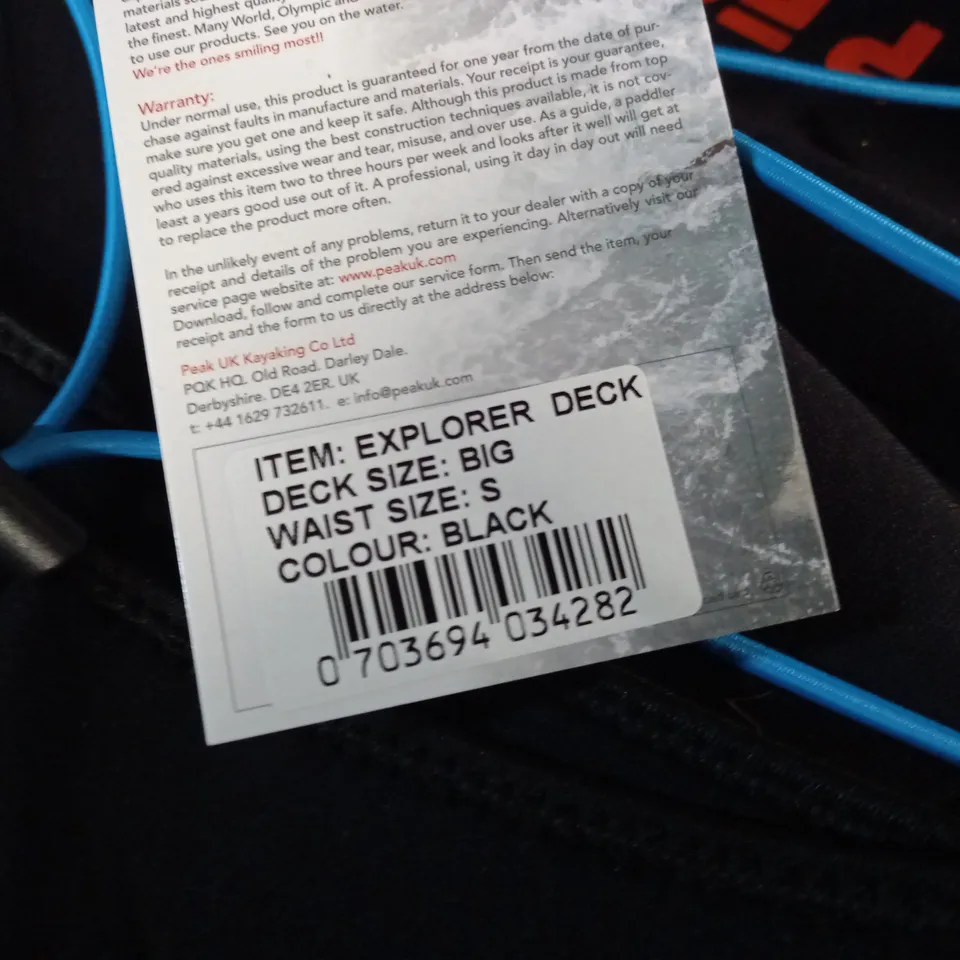 materials
latest and highest quality
the finest. Many World, Olympic
to use our products. See you on the water.
We're the ones smiling most!!
Warranty:
Under normal use, this product is guaranteed for one year from the date of pur-
chase against faults in manufacture and materials. Your receipt is your guarantee,
make sure you get one and keep it safe. Although this product is made from top
quality materials, using the best construction techniques available, it is not cov-
ered against excessive wear and tear, misuse, and over use. As a guide, a paddler
who uses this item two to three hours per week and looks after it well will get at
least a years good use out of it. A professional, using it day in day out will need
to replace the product more often.
In the unlikely event of any problems, return it to your dealer with a copy of your
receipt and details of the problem you are experiencing. Alternatively visit our
service page website at: www.peakuk.com
Download, follow and complete our service form. Then send the item, your
receipt and the form to us directly at the address below:
Peak UK Kayaking Co Ltd
PQK HQ. Old Road. Darley Dale.
Derbyshire. DE4 2ER. UK
t: +44 1629 732611. e: info@peakuk.com
ITEM: EXPLORER DECK
DECK SIZE: BIG
WAIST SIZE: S
COLOUR: BLACK
0 703694 034282